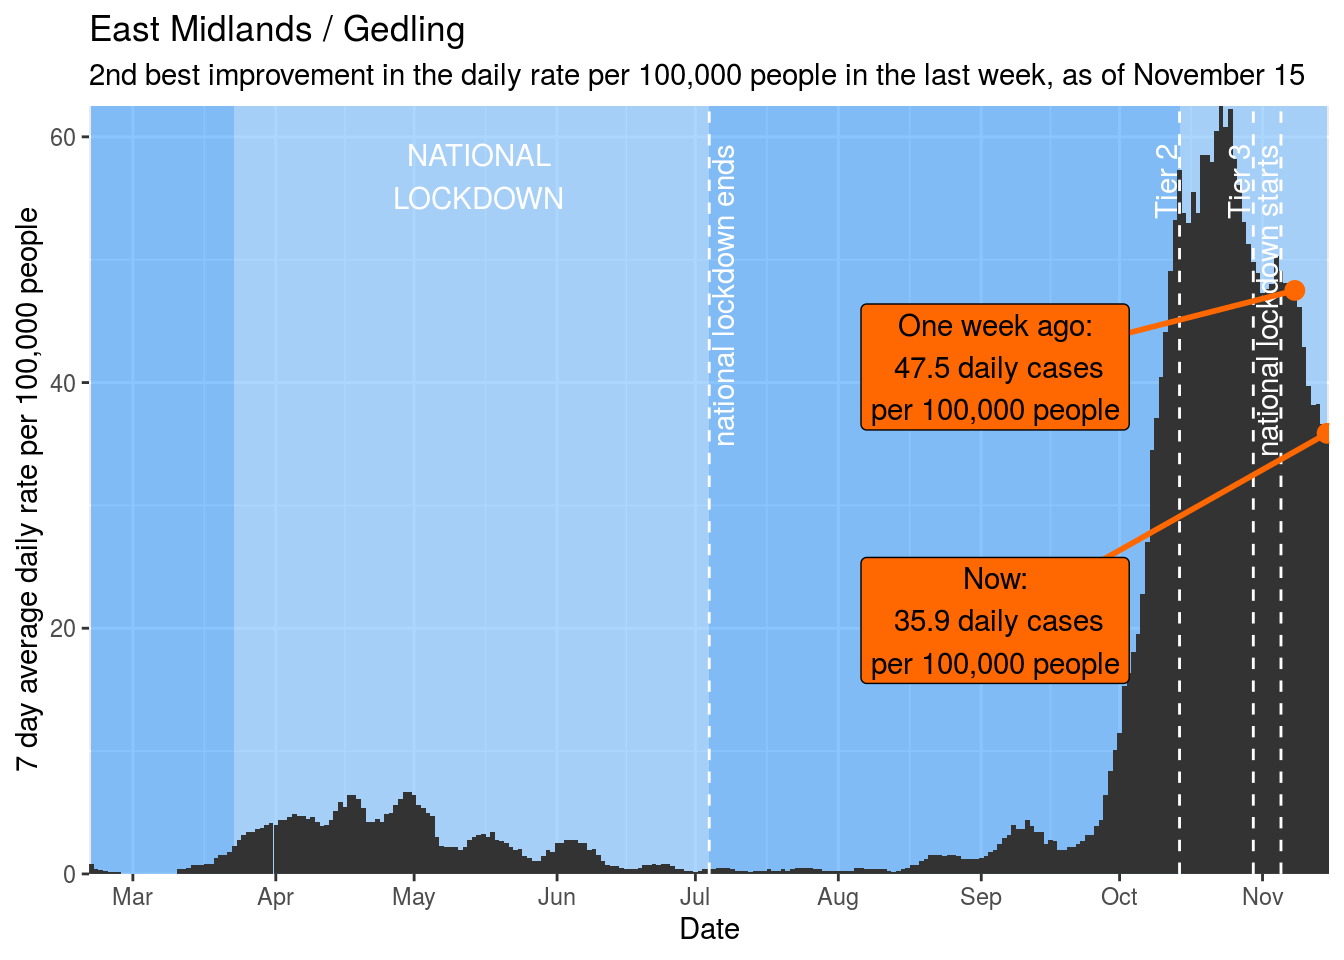 East Midlands / Gedling
2nd best improvement in the daily rate per 100,000 people in the last week, as of November 15
7 day average daily rate per 100,000 people
60
40
20
0
NATIONAL
LOCKDOWN
national lockdown ends
Tier 2
Tier 3
national lockdown starts
One week ago:
47.5 daily cases
per 100,000 people
Now:
35.9 daily cases
per 100,000 people
Mar Apr May Jun Jul Aug Sep Oct Nov
Date